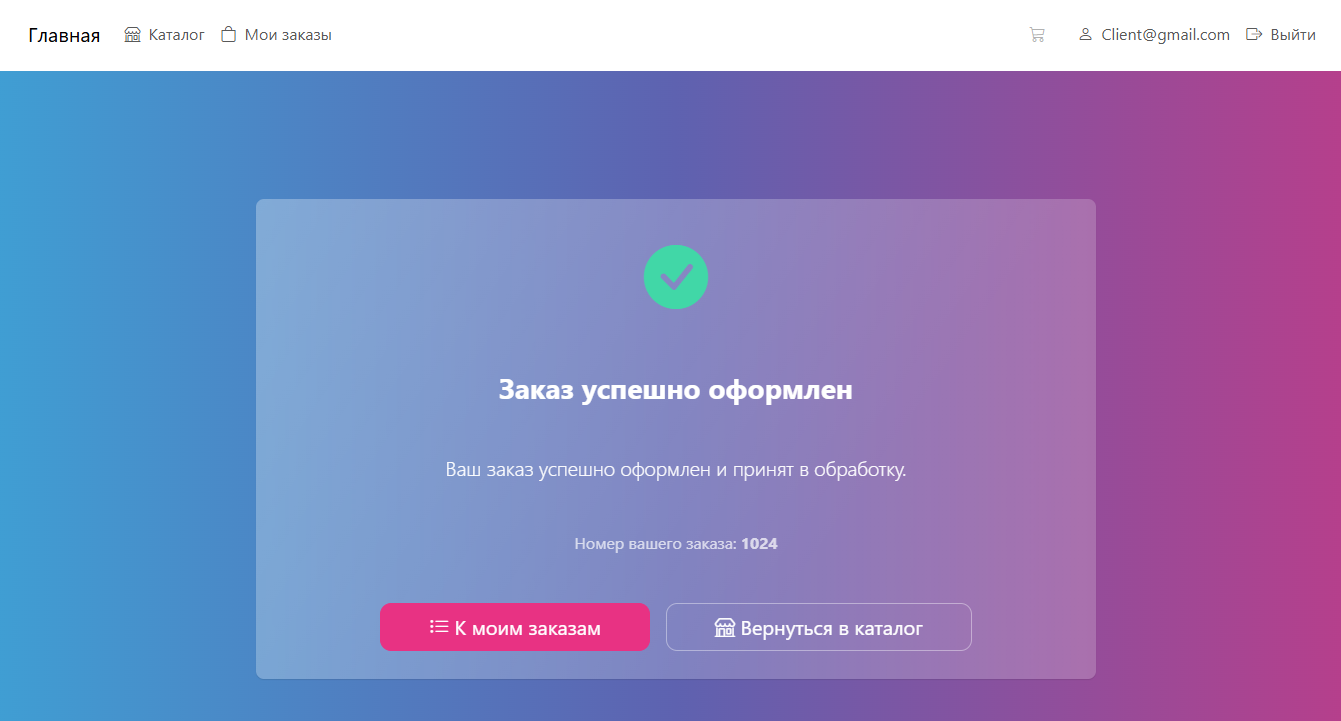 Главная Каталог Мои заказы Client@gmail.com Выйти
Заказ успешно оформлен
Ваш заказ успешно оформлен и принят в обработку.
Номер вашего заказа: 1024
К моим заказам Вернуться в каталог